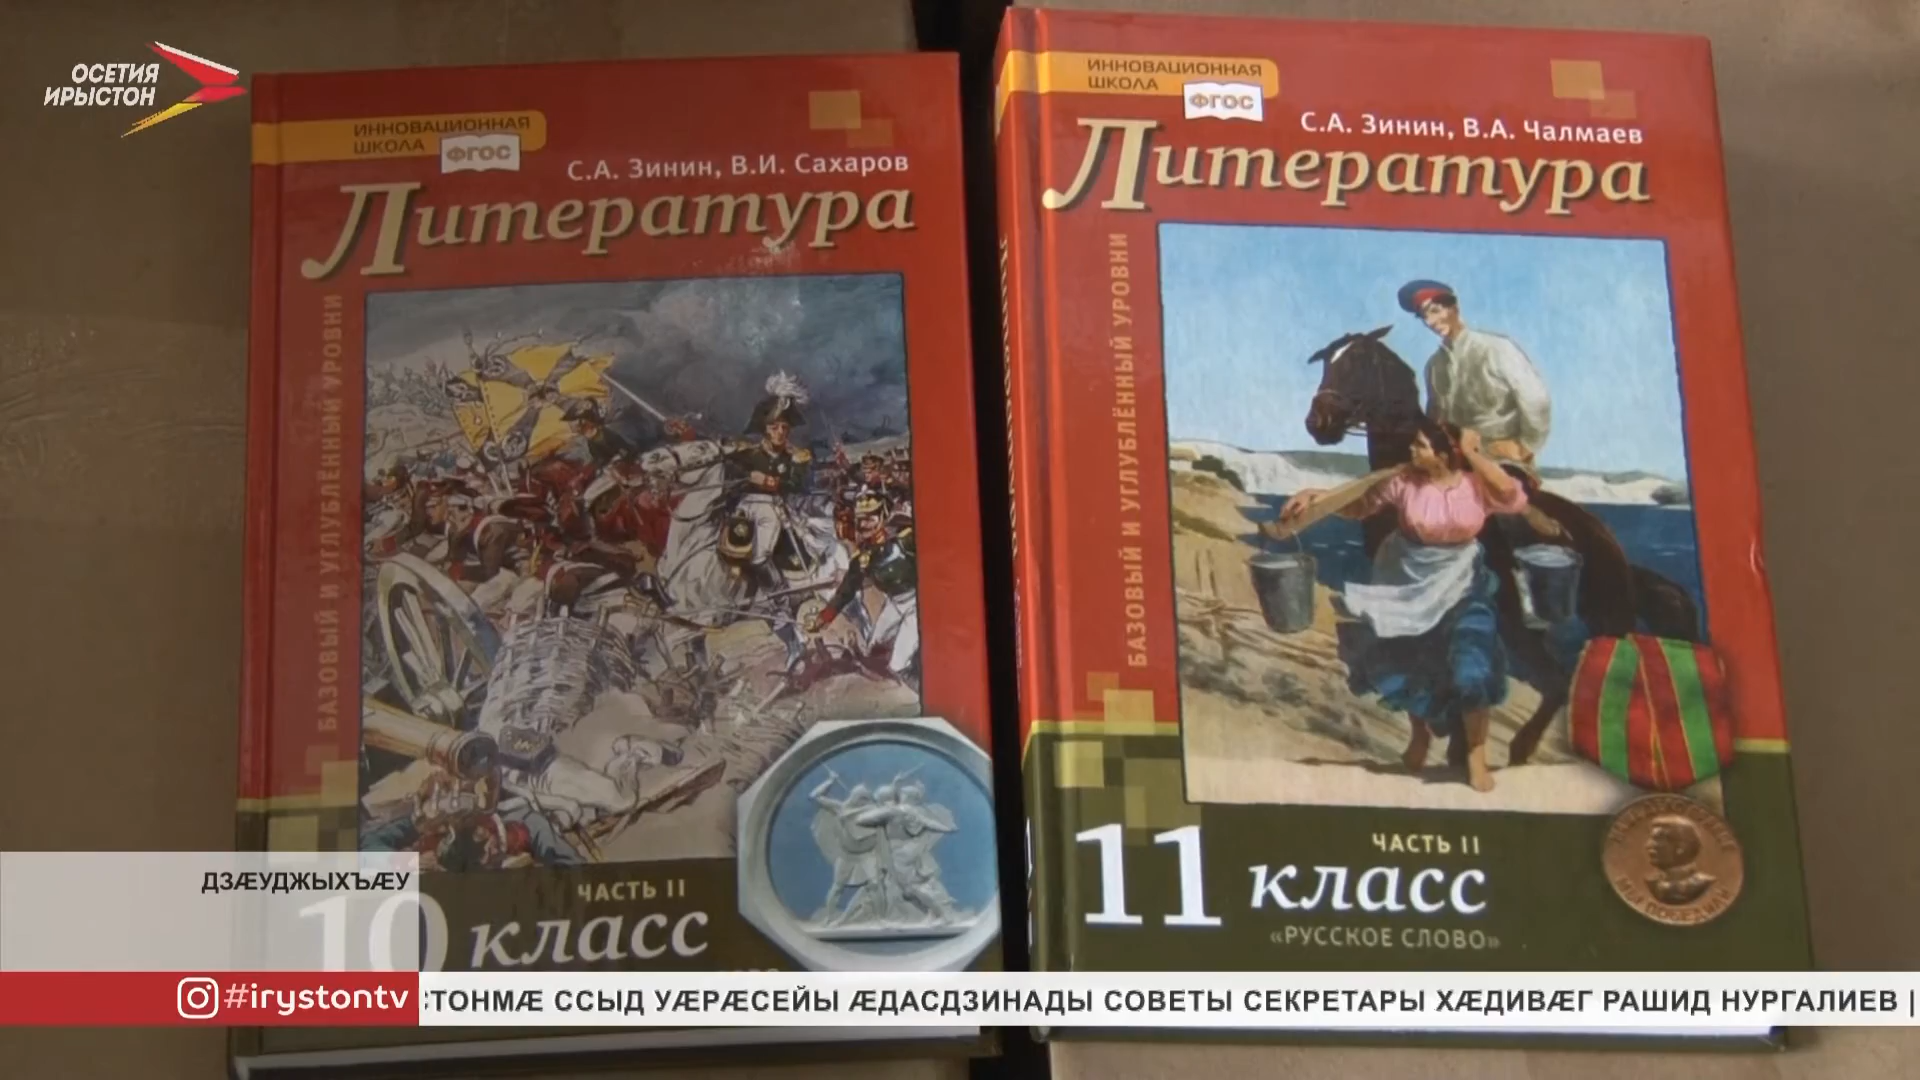 ОСЕТИЯ
ИРЫСТОН
ИННОВАЦИОННАЯ
ШКОЛА
ФГОС
С.А. Зинин, В.И. Сахаров
Литература
БАЗОВЫЙ И УГЛУБЛЁННЫЙ УРОВНИ
ЧАСТЬ II
10 класс
ИННОВАЦИОННАЯ
ШКОЛА
ФГОС
С.А. Зинин, В.А. Чалмаев
Литература
БАЗОВЫЙ И УГЛУБЛЁННЫЙ УРОВНИ
ЧАСТЬ II
11 класс
«РУССКОЕ СЛОВО»
ДЗÆУДЖЫХЪÆУ
#irystontv
СТОНМÆ ССЫД УÆРÆСЕЙЫ ÆДАСДЗИНАДЫ СОВЕТЫ СЕКРЕТАРЫ ХÆДИВÆГ РАШИД НУРГАЛИЕВ |